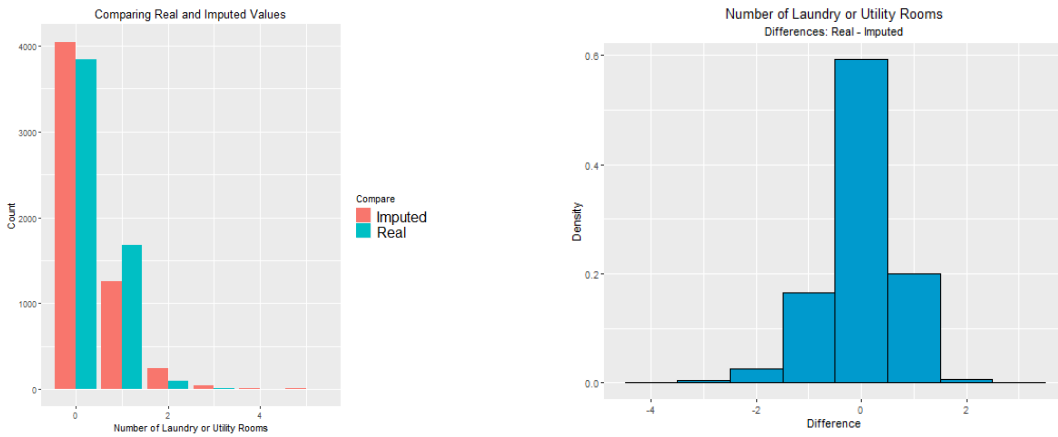 Comparing Real and Imputed Values
4000
3000
2000
1000
0
Count
0 2 4
Number of Laundry or Utility Rooms
Compare
Imputed
Real
Number of Laundry or Utility Rooms
Differences: Real - Imputed
0.6
0.4
0.2
0.0
Density
-4 -2 0 2
Difference